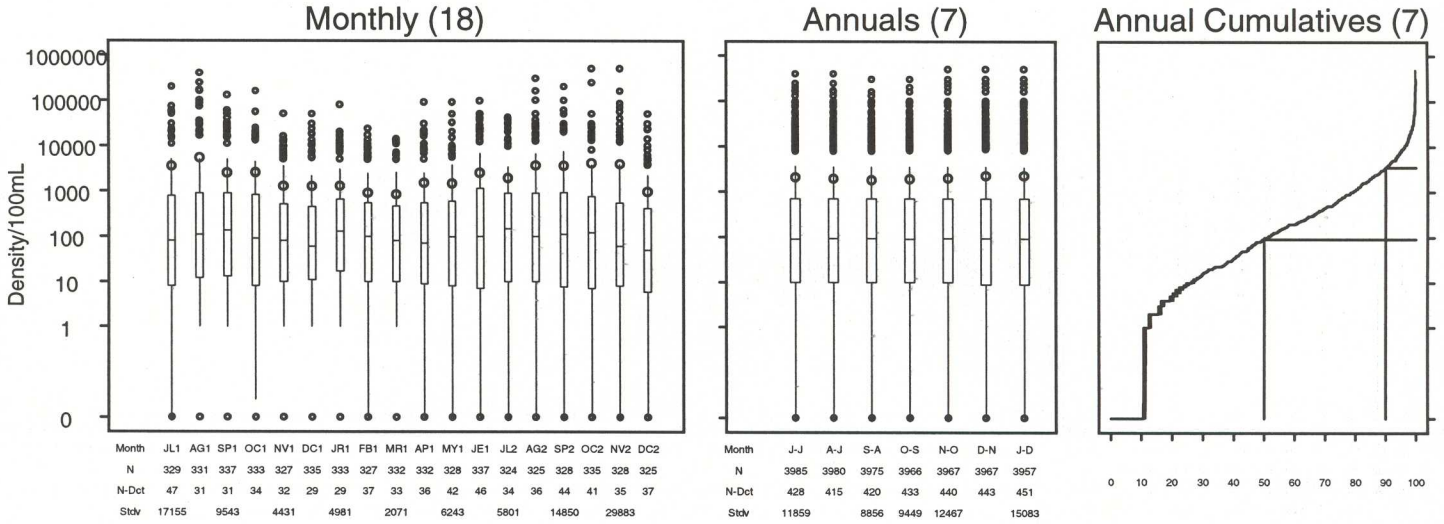 Monthly (18)
Annuals (7)
Annual Cumulatives (7)
Density/100mL
1000000
100000
10000
1000
100
10
1
0
Month JL1 AG1 SP1 OC1 NV1 DC1 JR1 FB1 MR1 AP1 MY1 JE1 JL2 AG2 SP2 OC2 NV2 DC2
N 329 331 337 333 327 335 333 327 332 332 328 337 324 325 328 335 328 325
N-Dct 47 31 31 34 32 29 29 37 33 36 42 46 34 36 44 41 35 37
Stdv 17155 9543 4431 4981 2071 6243 5801 14850 29883
Month J-J A-J S-A O-S N-O D-N J-D
N 3985 3980 3975 3966 3967 3967 3957
N-Dct 428 415 420 433 440 443 451
Stdv 11859 8856 9449 12467 15083
0 10 20 30 40 50 60 70 80 90 100